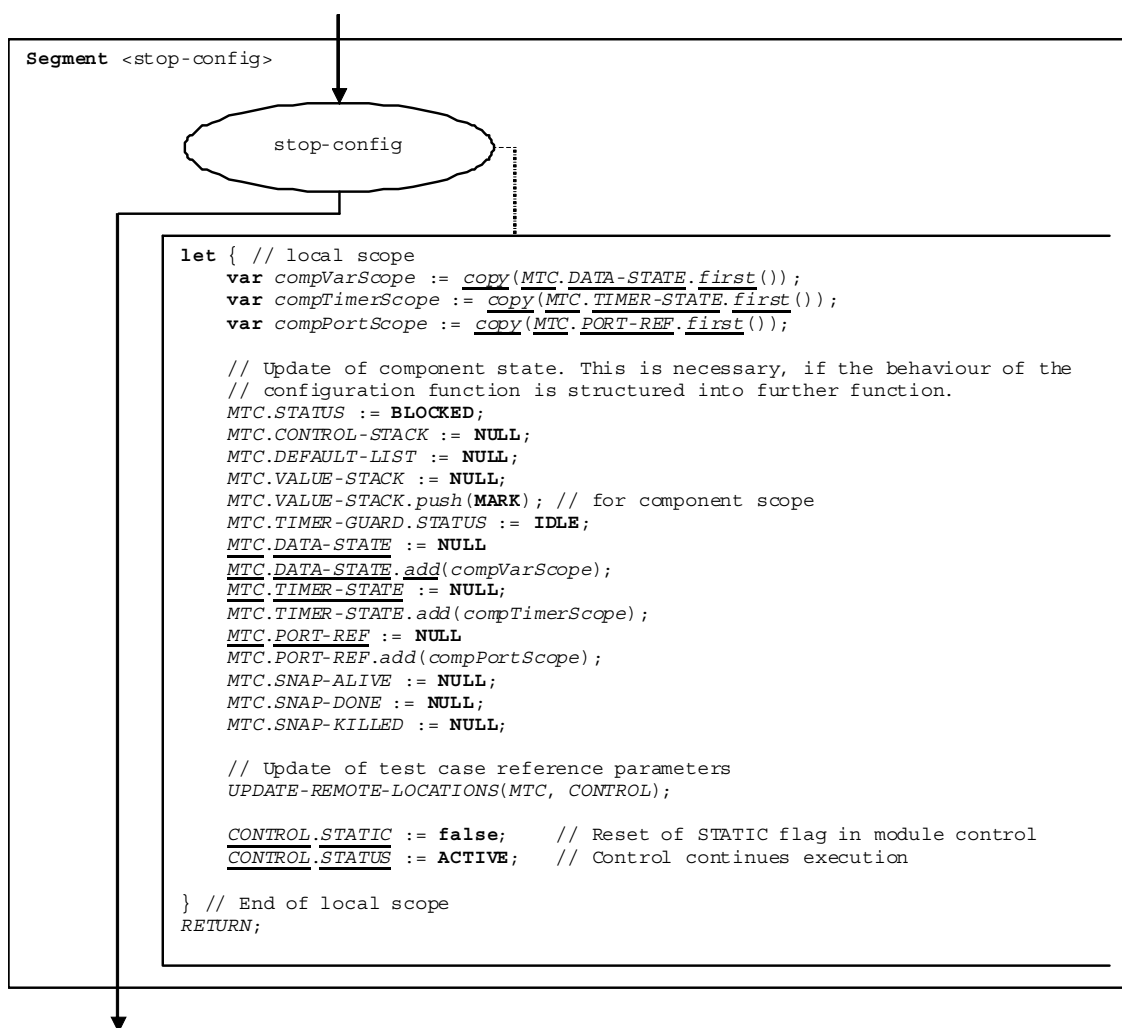 Segment <stop-config>
stop-config
let { // local scope
var compVarScope := copy(MTC.DATA-STATE.first());
var compTimerScope := copy(MTC.TIMER-STATE.first());
var compPortScope := copy(MTC.PORT-REF.first());
// Update of component state. This is necessary, if the behaviour of the
// configuration function is structured into further function.
MTC.STATUS := BLOCKED;
MTC.CONTROL-STACK := NULL;
MTC.DEFAULT-LIST := NULL;
MTC.VALUE-STACK := NULL;
MTC.VALUE-STACK.push(MARK); // for component scope
MTC.TIMER-GUARD.STATUS := IDLE;
MTC.DATA-STATE := NULL
MTC.DATA-STATE.add(compVarScope);
MTC.TIMER-STATE := NULL;
MTC.TIMER-STATE.add(compTimerScope);
MTC.PORT-REF := NULL
MTC.PORT-REF.add(compPortScope);
MTC.SNAP-ALIVE := NULL;
MTC.SNAP-DONE := NULL;
MTC.SNAP-KILLED := NULL;
// Update of test case reference parameters
UPDATE-REMOTE-LOCATIONS(MTC, CONTROL);
CONTROL.STATIC := false; // Reset of STATIC flag in module control
CONTROL.STATUS := ACTIVE; // Control continues execution
} // End of local scope
RETURN;